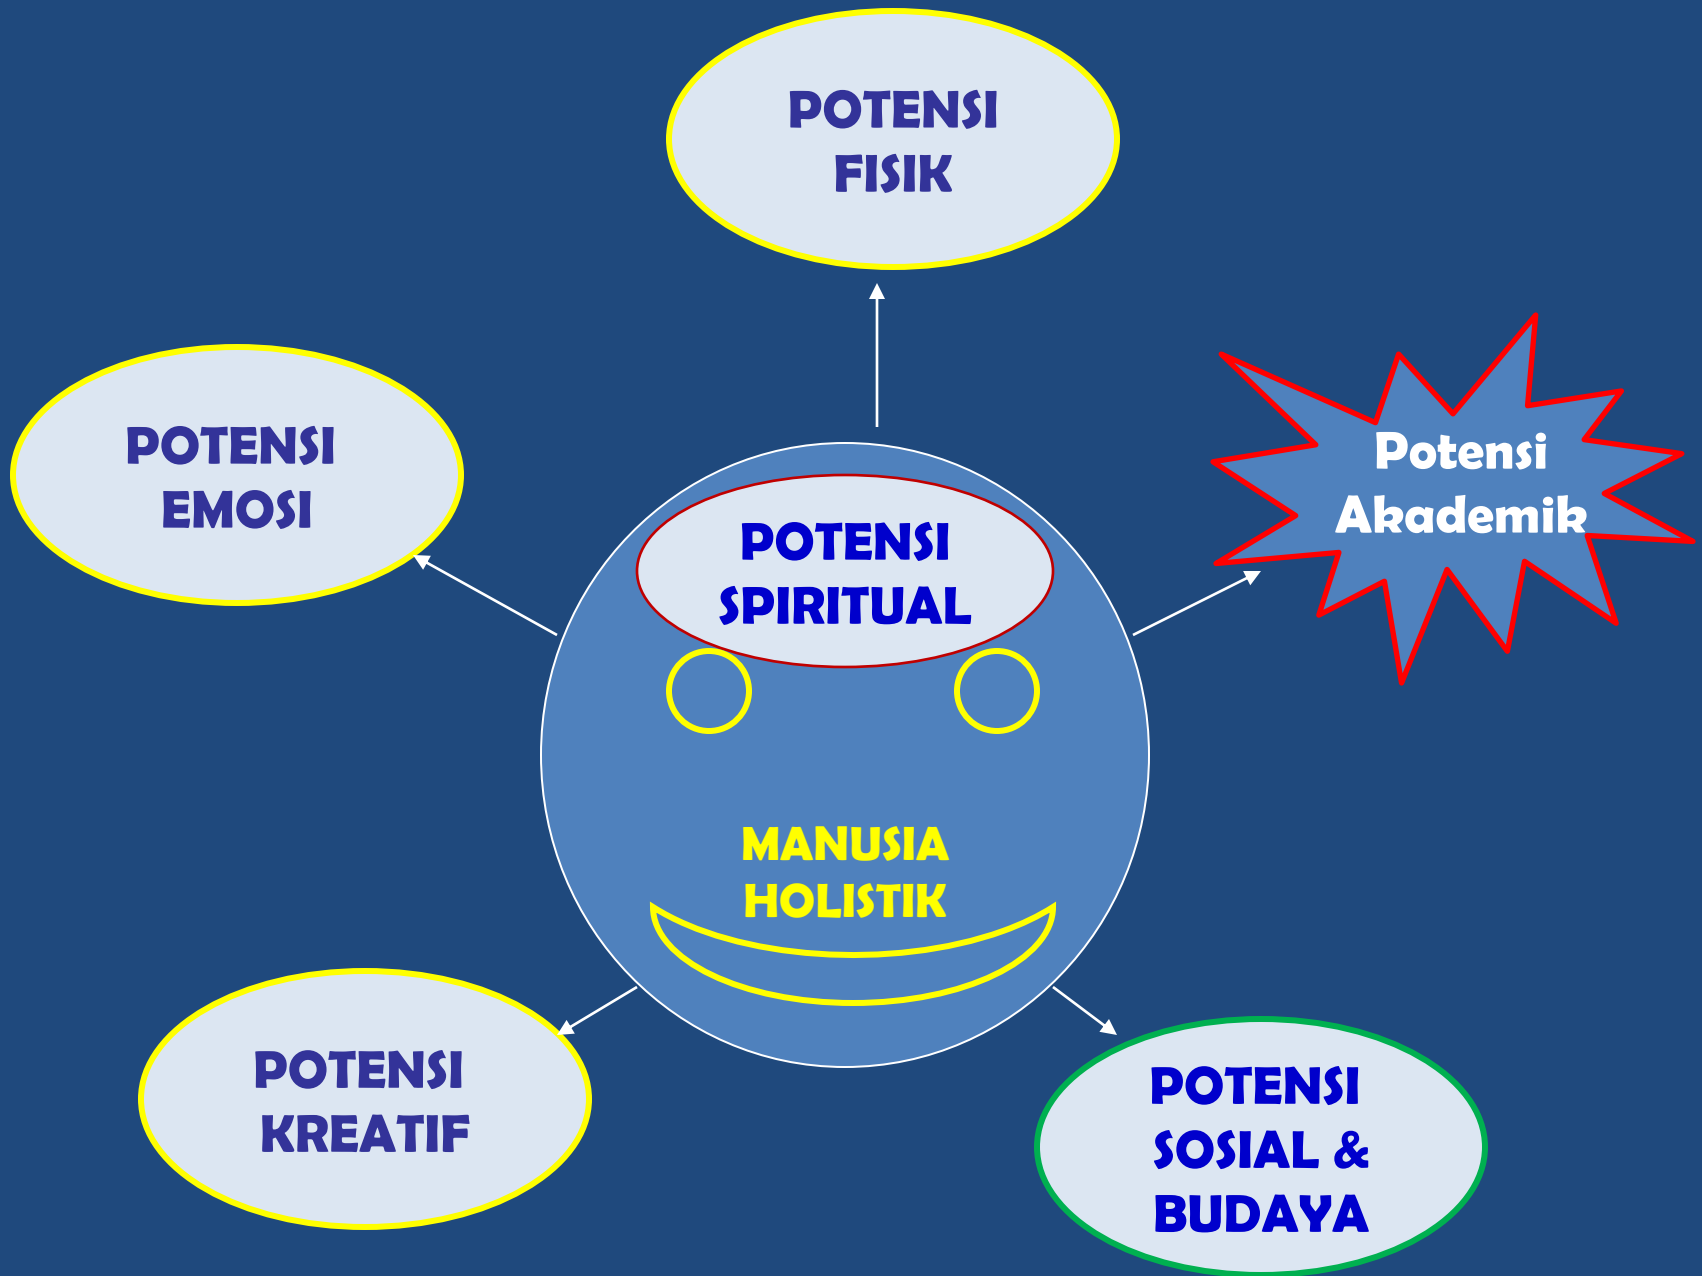 POTENSI
FISIK
POTENSI
EMOSI
Potensi
Akademik
POTENSI
SPIRITUAL
MANUSIA
HOLISTIK
POTENSI
KREATIF
POTENSI
SOSIAL &
BUDAYA